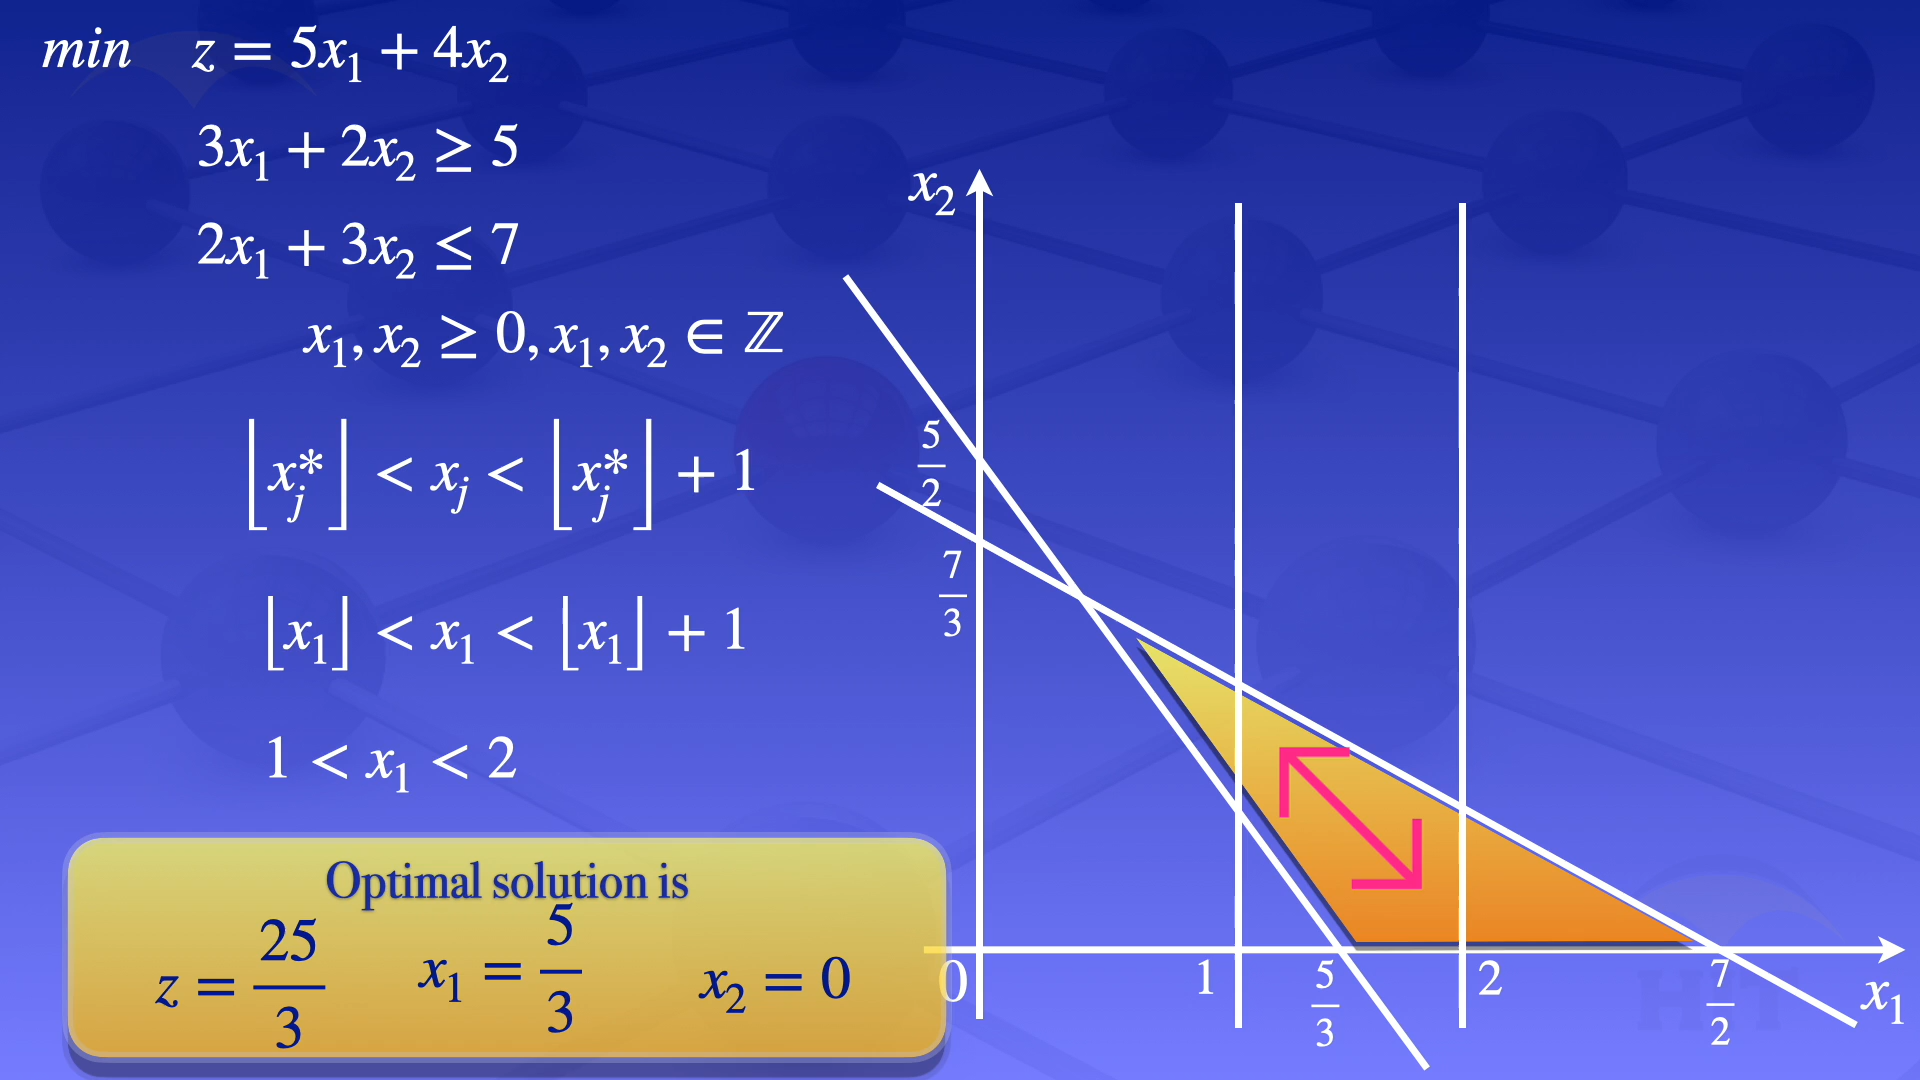 min z = 5x₁ + 4x₂
3x₁ + 2x₂ ≥ 5
2x₁ + 3x₂ ≤ 7
x₁, x₂ ≥ 0, x₁, x₂ ∈ ℤ
⌊x*ⱼ⌋ < xⱼ < ⌊x*ⱼ⌋ + 1
⌊x₁⌋ < x₁ < ⌊x₁⌋ + 1
1 < x₁ < 2
Optimal solution is
z = 25/3 x₁ = 5/3 x₂ = 0
x₂
5/2
7/3
0 1 5/3 2 7/2 x₁